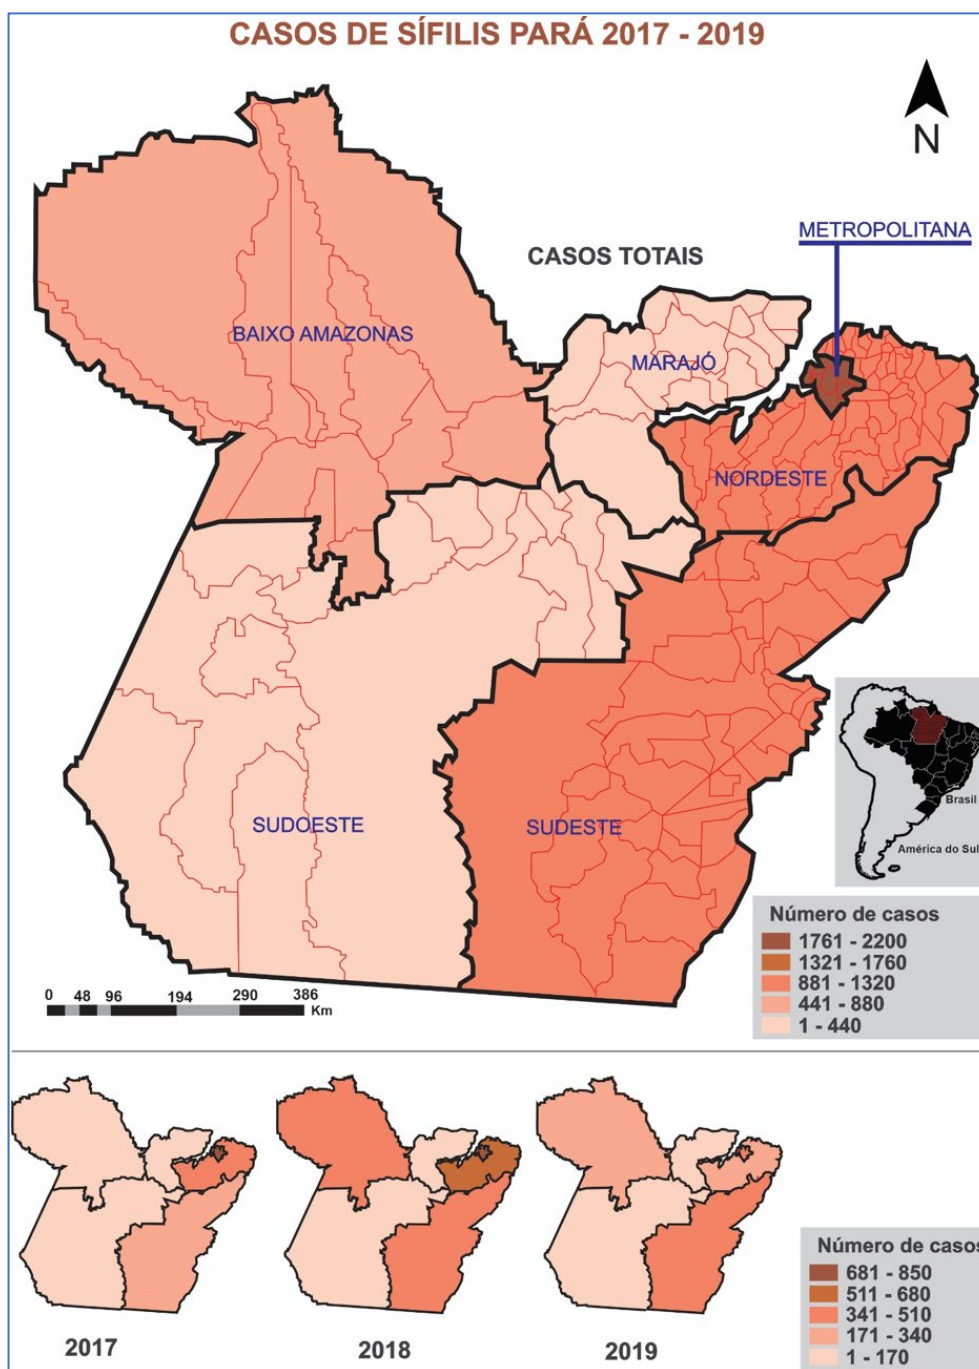 CASOS DE SÍFILIS PARÁ 2017 - 2019
N
METROPOLITANA
CASOS TOTAIS
BAIXO AMAZONAS
MARAJÓ
NORDESTE
SUDOESTE
SUDESTE
Brasil
América do Sul
Número de casos
1761 - 2200
1321 - 1760
881 - 1320
441 - 880
1 - 440
0 48 96 194 290 386
Km
2017
2018
2019
Número de casos
681 - 850
511 - 680
341 - 510
171 - 340
1 - 170